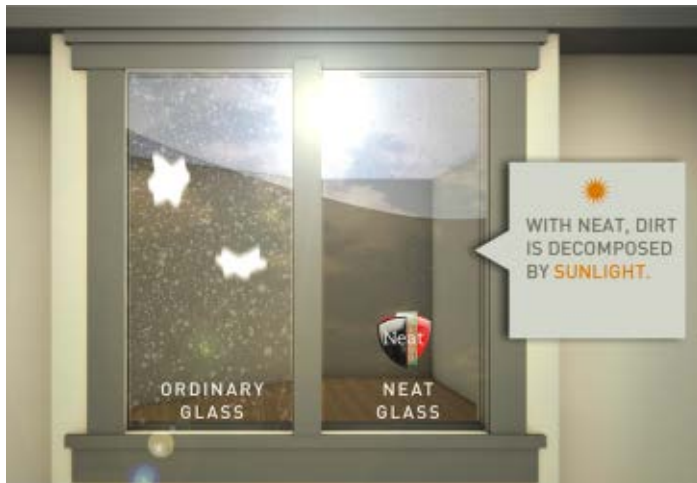 WITH NEAT, DIRT
IS DECOMPOSED
BY SUNLIGHT.
Neat
ORDINARY
GLASS
NEAT
GLASS